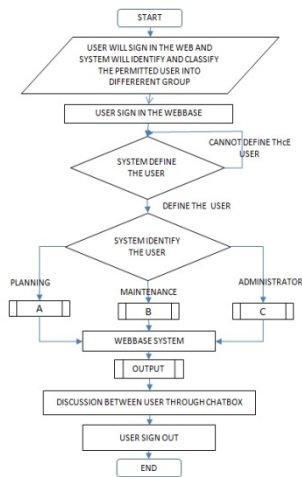 START
USER WILL SIGN IN THE WEB AND
SYSTEM WILL IDENTIFY AND CLASSIFY
THE PERMITTED USER INTO
DIFFERERENT GROUP
USER SIGN IN THE WEBBASE
CANNOT DEFINE THcE
USER
SYSTEM DEFINE
THE USER
DEFINE THE USER
SYSTEM IDENTIFY
THE USER
PLANNING
MAINTENANCE
ADMINISTRATOR
A
B
C
WEBBASE SYSTEM
OUTPUT
DISCUSSION BETWEEN USER THROUGH CHATBOX
USER SIGN OUT
END